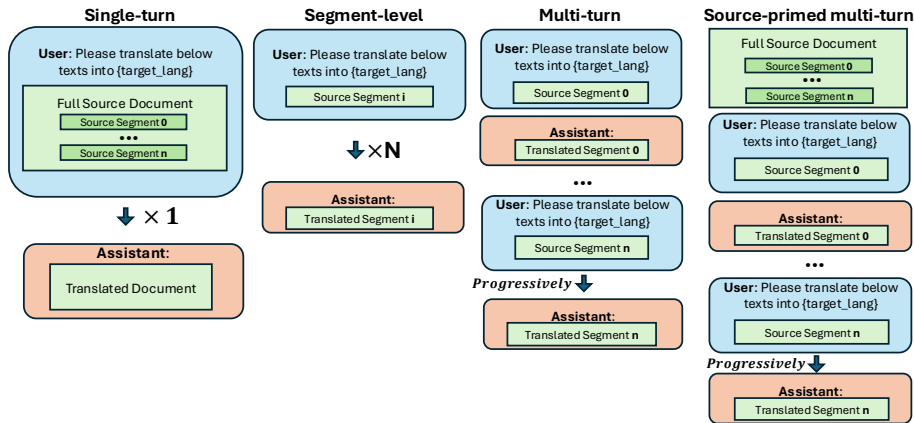 Single-turn
User: Please translate below
texts into {target_lang}
Full Source Document
Source Segment 0
...
Source Segment n
× 1
Assistant:
Translated Document
Segment-level
User: Please translate below
texts into {target_lang}
Source Segment i
×N
Assistant:
Translated Segment i
Multi-turn
User: Please translate below
texts into {target_lang}
Source Segment 0
Assistant:
Translated Segment 0
...
User: Please translate below
texts into {target_lang}
Source Segment n
Progressively
Assistant:
Translated Segment n
Source-primed multi-turn
Full Source Document
Source Segment 0
...
Source Segment n
User: Please translate below
texts into {target_lang}
Source Segment 0
Assistant:
Translated Segment 0
...
User: Please translate below
texts into {target_lang}
Source Segment n
Progressively
Assistant:
Translated Segment n